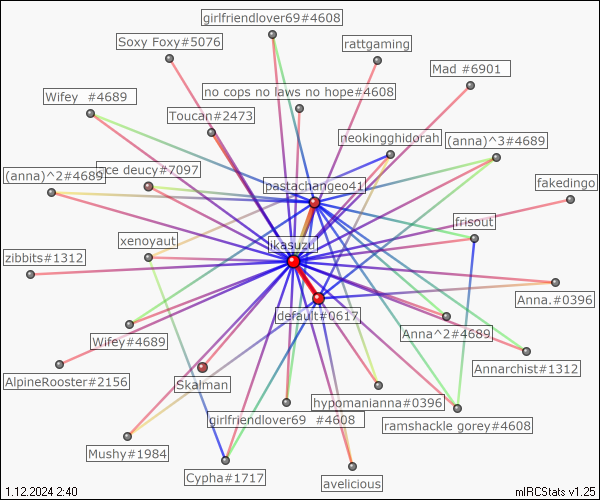 girlfriendlover69#4608
Soxy Foxy#5076
rattgaming
Mad #6901
no cops no laws no hope#4608
Wifey #4689
Toucan#2473
neokingghidorah
(anna)^3#4689
ce deucy#7097
(anna)^2#4689
pastachangeo41
fakedingo
frisout
xenoyaut
ikasuzu
zibbits#1312
Anna.#0396
default#0617
Wifey#4689
Anna^2#4689
Annarchist#1312
AlpineRooster#2156
Skalman
hypomanianna#0396
girlfriendlover69 #4608
ramshackle gorey#4608
Mushy#1984
Cypha#1717
avelicious
1.12.2024 2:40
mIRCStats v1.25